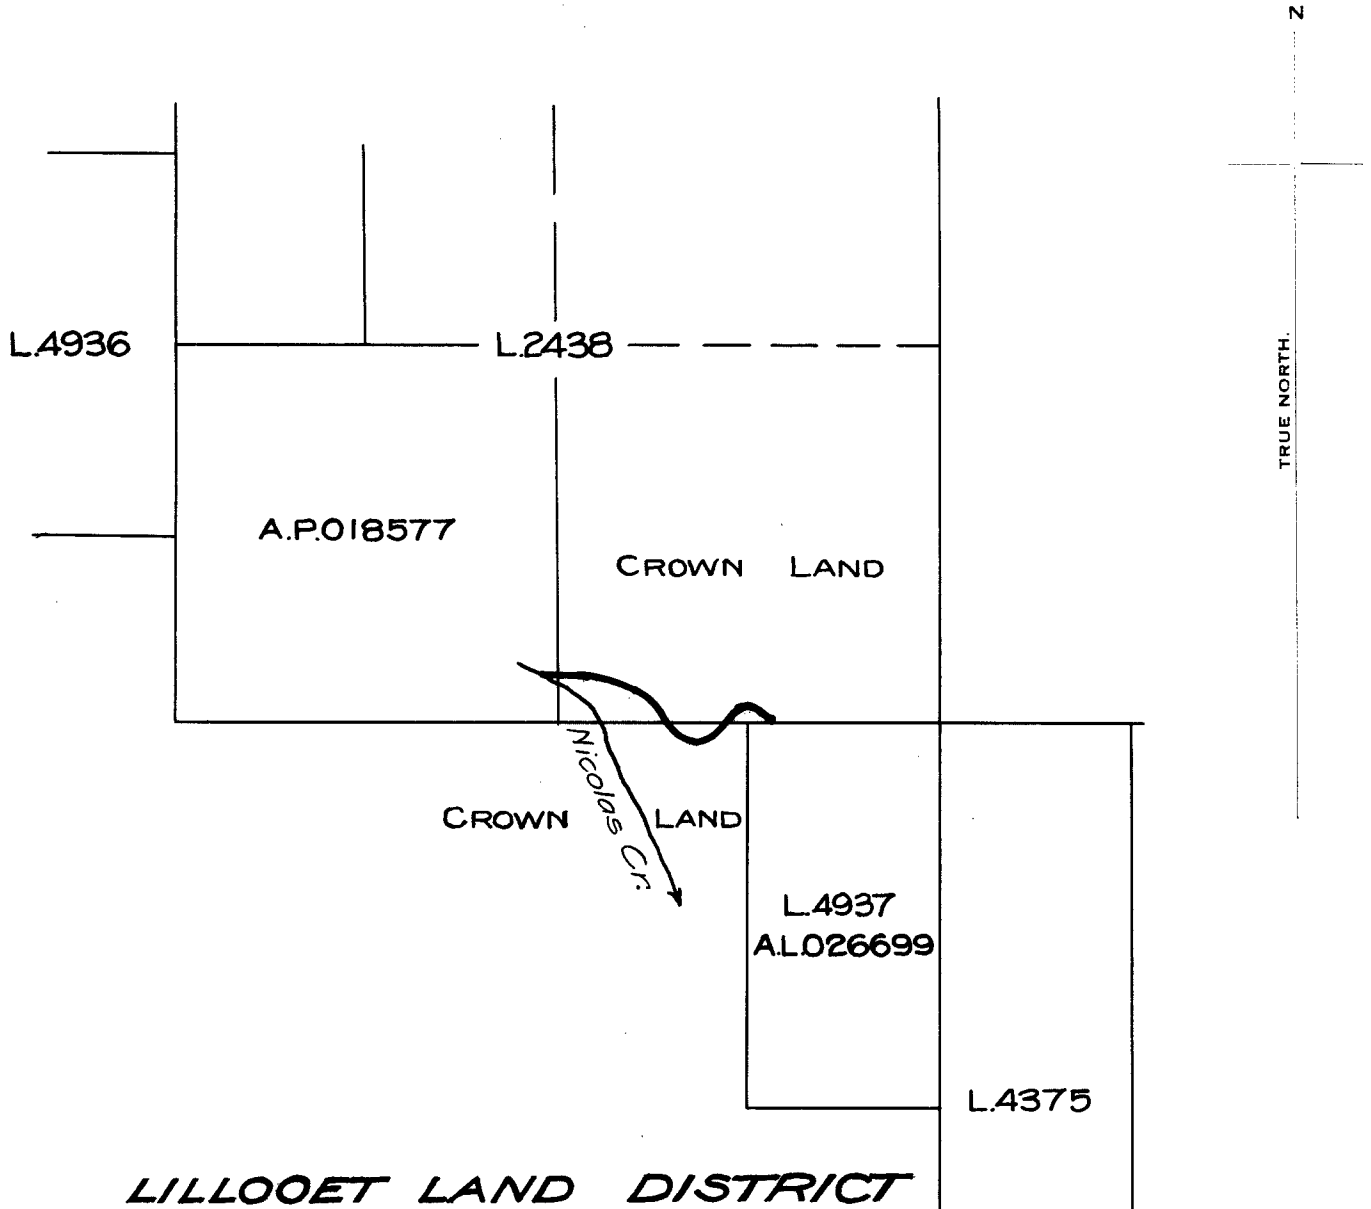 N
L.4936
L.2438
TRUE NORTH.
A.P.018577
CROWN LAND
Nicolas Cr.
CROWN LAND
L.4937
A.L.026699
L.4375
LILLOOET LAND DISTRICT